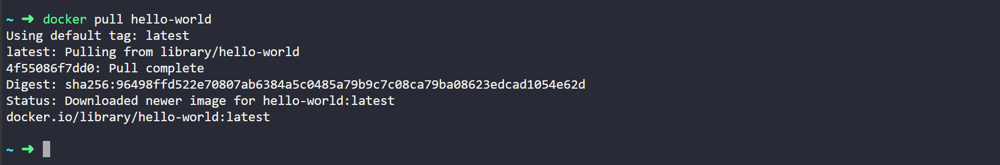 ~ ➜ docker pull hello-world
Using default tag: latest
latest: Pulling from library/hello-world
4f55086f7dd0: Pull complete
Digest: sha256:96498ffd522e70807ab6384a5c0485a79b9c7c08ca79ba08623edcad1054e62d
Status: Downloaded newer image for hello-world:latest
docker.io/library/hello-world:latest
~ ➜